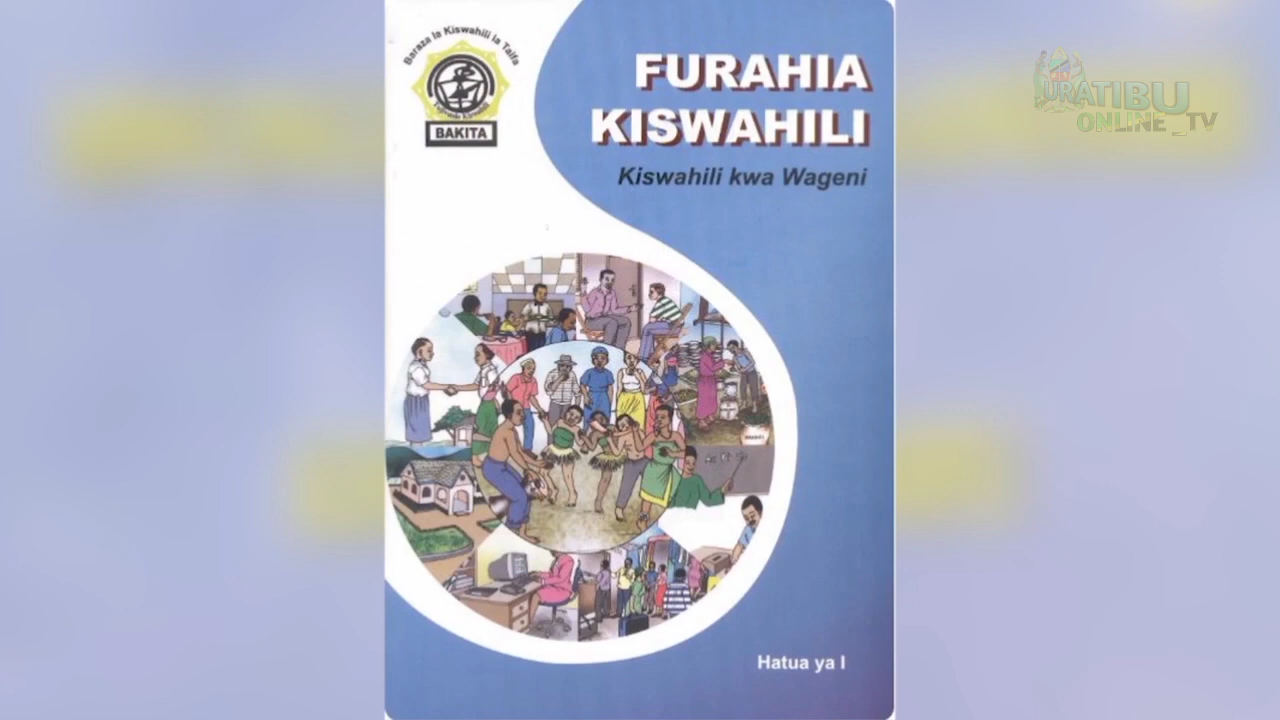 Baraza la Kiswahili la Taifa
BAKITA
FURAHIA
KISWAHILI
Kiswahili kwa Wageni
Hatua ya I
URATIBU
ONLINE_TV